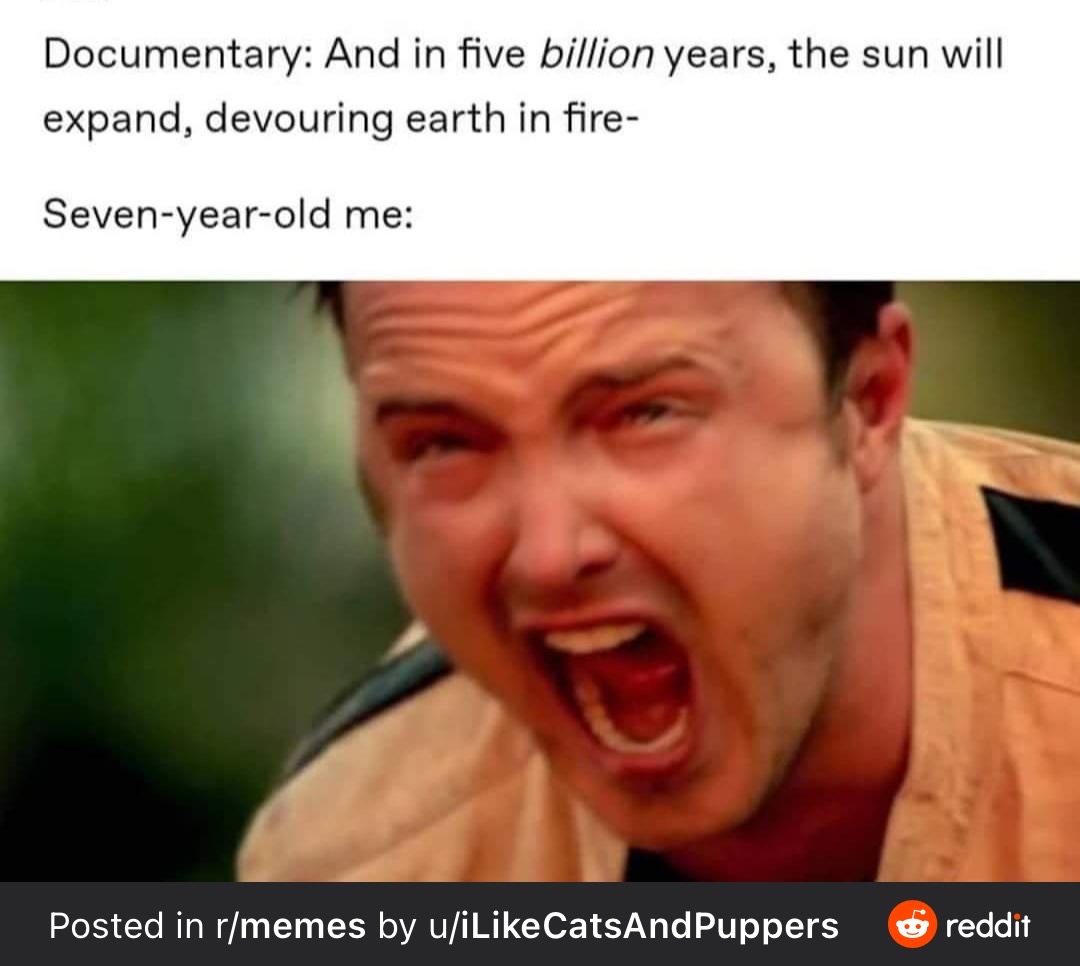 Documentary: And in five billion years, the sun will
expand, devouring earth in fire-
Seven-year-old me:
Posted in r/memes by u/iLikeCatsAndPuppers
reddit